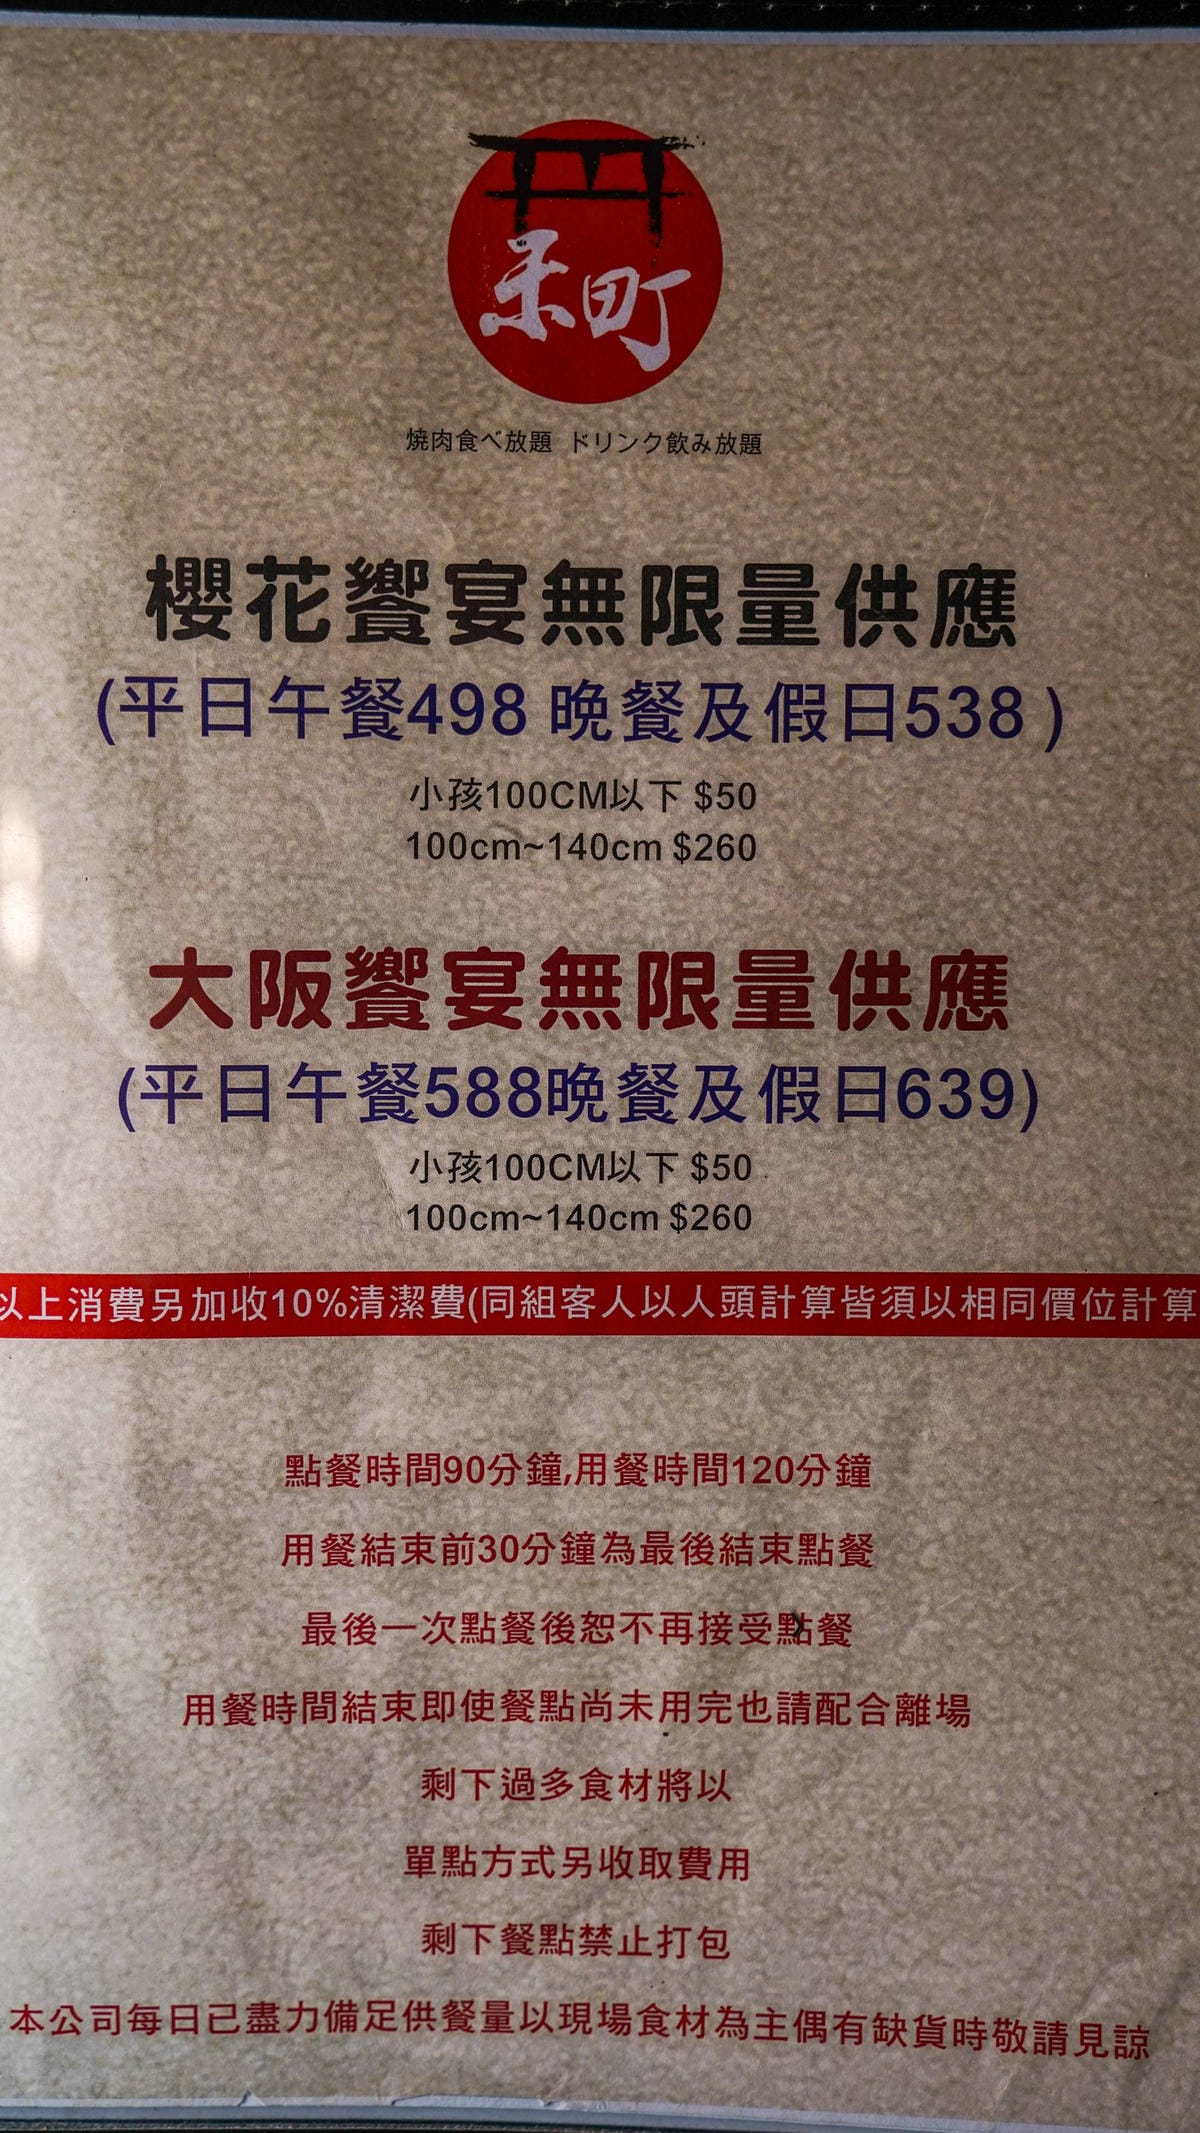 町
燒肉食べ放題 ドリンク飲み放題
櫻花饗宴無限量供應
(平日午餐498 晚餐及假日538 )
小孩100CM以下 $50
100cm~140cm $260
大阪饗宴無限量供應
(平日午餐588晚餐及假日639)
小孩100CM以下 $50
100cm~140cm $260
以上消費另加收10%清潔費(同組客人以人頭計算皆須以相同價位計算
點餐時間90分鐘,用餐時間120分鐘
用餐結束前30分鐘為最後結束點餐
最後一次點餐後恕不再接受點餐
用餐時間結束即使餐點尚未用完也請配合離場
剩下過多食材將以
單點方式另收取費用
剩下餐點禁止打包
本公司每日已盡力備足供餐量以現場食材為主偶有缺貨時敬請見諒